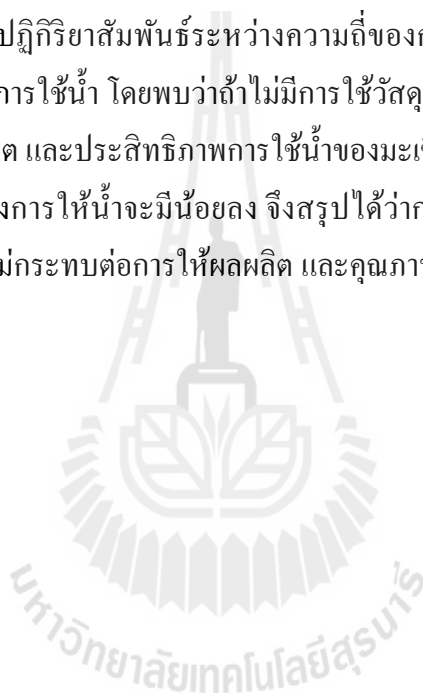 ปฏิกิริยาสัมพันธ์ระหว่างความถี่ของก
การใช้น้ำ โดยพบว่าถ้าไม่มีการใช้วัสดุ
ต และประสิทธิภาพการใช้น้ำของมะเขื
งการให้น้ำจะมีน้อยลง จึงสรุปได้ว่าก
ม่กระทบต่อการให้ผลผลิต และคุณภา
มหาวิทยาลัยเทคโนโลยีสุรนารี